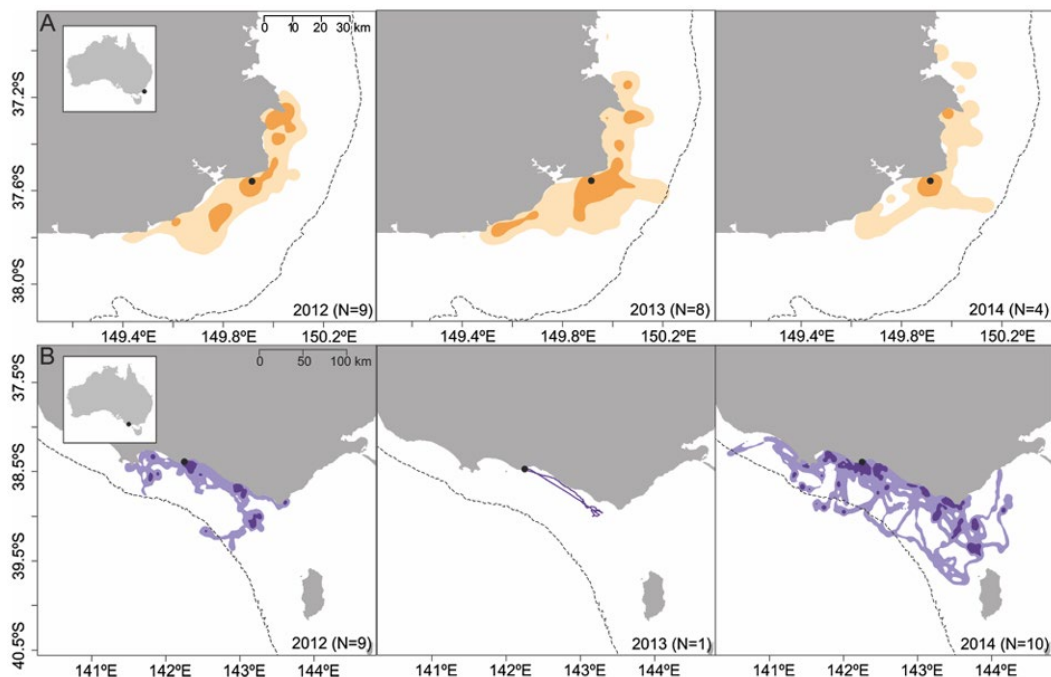 A
0 10 20 30 km
37.2°S
37.6°S
38.0°S
2012 (N=9)
2013 (N=8)
2014 (N=4)
149.4°E 149.8°E 150.2°E 149.4°E 149.8°E 150.2°E 149.4°E 149.8°E 150.2°E
B
0 50 100 km
37.5°S
38.5°S
39.5°S
40.5°S
2012 (N=9)
2013 (N=1)
2014 (N=10)
141°E 142°E 143°E 144°E 141°E 142°E 143°E 144°E 141°E 142°E 143°E 144°E